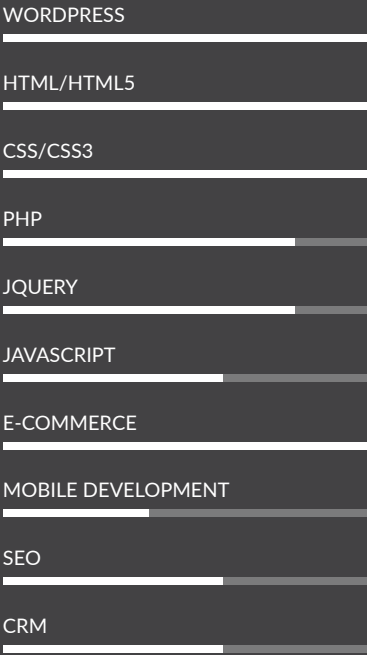 WORDPRESS
HTML/HTML5
CSS/CSS3
PHP
JQUERY
JAVASCRIPT
E-COMMERCE
MOBILE DEVELOPMENT
SEO
CRM